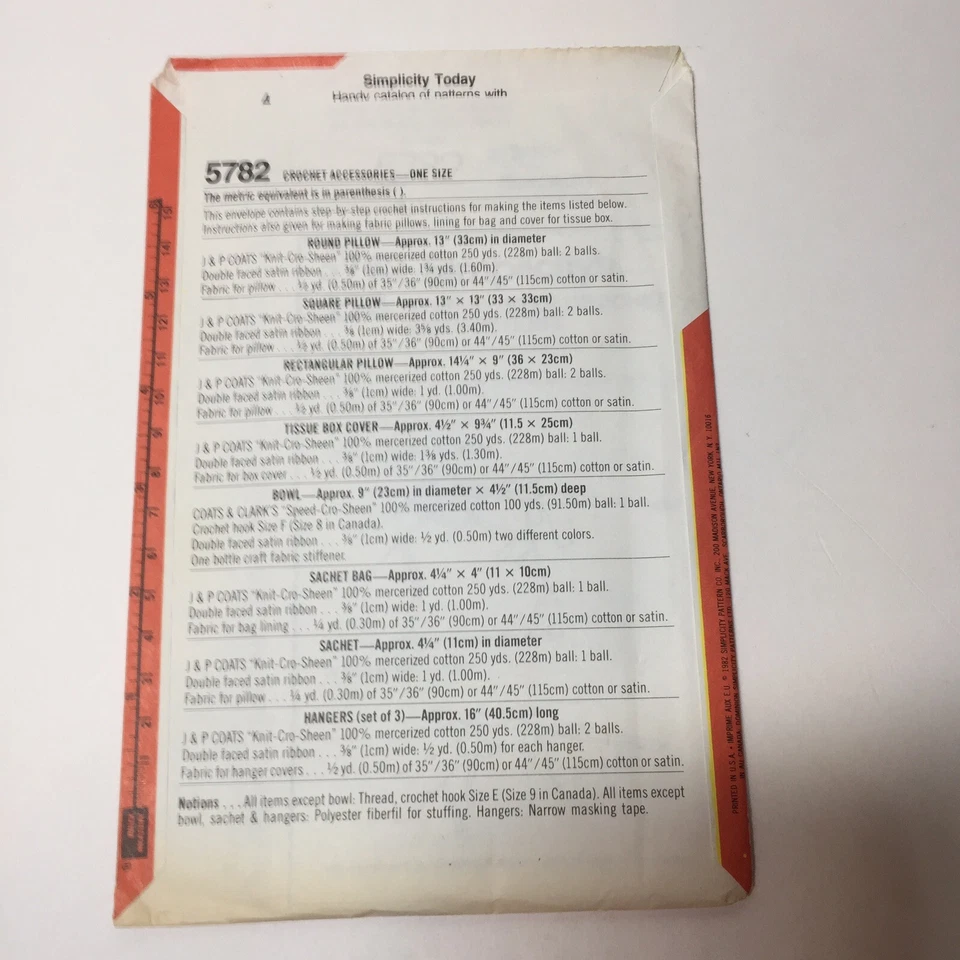 Simplicity Today
Handy catalog of patterns with
5782 CROCHET ACCESSORIES—ONE SIZE
The metric equivalent is in parenthesis ( ).
This envelope contains step-by-step crochet instructions for making the items listed below.
Instructions also given for making fabric pillows, lining for bag and cover for tissue box.
ROUND PILLOW—Approx. 13" (33cm) in diameter
J & P COATS "Knit-Cro-Sheen" 100% mercerized cotton 250 yds. (228m) ball: 2 balls.
Double faced satin ribbon . . . ⅜" (1cm) wide: 1¾ yds. (1.60m).
Fabric for pillow . . . ½ yd. (0.50m) of 35"/36" (90cm) or 44"/45" (115cm) cotton or satin.
SQUARE PILLOW—Approx. 13" × 13" (33 × 33cm)
J & P COATS "Knit-Cro-Sheen" 100% mercerized cotton 250 yds. (228m) ball: 2 balls.
Double faced satin ribbon . . . ⅜ (1cm) wide: 3⅝ yds. (3.40m).
Fabric for pillow . . . ½ yd. (0.50m) of 35"/36" (90cm) or 44"/45" (115cm) cotton or satin.
RECTANGULAR PILLOW—Approx. 14¼" × 9" (36 × 23cm)
J & P COATS "Knit-Cro-Sheen" 100% mercerized cotton 250 yds. (228m) ball: 2 balls.
Double faced satin ribbon . . . ⅜" (1cm) wide: 1 yd. (1.00m).
Fabric for pillow . . . ½ yd. (0.50m) of 35"/36" (90cm) or 44"/45" (115cm) cotton or satin.
TISSUE BOX COVER—Approx. 4½" × 9¾" (11.5 × 25cm)
J & P COATS "Knit-Cro-Sheen" 100% mercerized cotton 250 yds. (228m) ball: 1 ball.
Double faced satin ribbon . . . ⅜" (1cm) wide: 1⅜ yds. (1.30m).
Fabric for box cover . . . ½ yd. (0.50m) of 35"/36" (90cm) or 44"/45" (115cm) cotton or satin.
BOWL—Approx. 9" (23cm) in diameter × 4½" (11.5cm) deep
COATS & CLARK'S "Speed-Cro-Sheen" 100% mercerized cotton 100 yds. (91.50m) ball: 1 ball.
Crochet hook Size F (Size 8 in Canada).
Double faced satin ribbon . . . ⅜" (1cm) wide: ½ yd. (0.50m) two different colors.
One bottle craft fabric stiffener.
SACHET BAG—Approx. 4¼" × 4" (11 × 10cm)
J & P COATS "Knit-Cro-Sheen" 100% mercerized cotton 250 yds. (228m) ball: 1 ball.
Double faced satin ribbon . . . ⅜" (1cm) wide: 1 yd. (1.00m).
Fabric for bag lining . . . ¼ yd. (0.30m) of 35"/36" (90cm) or 44"/45" (115cm) cotton or satin.
SACHET—Approx. 4¼" (11cm) in diameter
J & P COATS "Knit-Cro-Sheen" 100% mercerized cotton 250 yds. (228m) ball: 1 ball.
Double faced satin ribbon . . . ⅜" (1cm) wide: 1 yd. (1.00m).
Fabric for pillow . . . ¼ yd. (0.30m) of 35"/36" (90cm) or 44"/45" (115cm) cotton or satin.
HANGERS (set of 3)—Approx. 16" (40.5cm) long
J & P COATS "Knit-Cro-Sheen" 100% mercerized cotton 250 yds. (228m) ball: 2 balls.
Double faced satin ribbon . . . ⅜" (1cm) wide: ½ yd. (0.50m) for each hanger.
Fabric for hanger covers . . . ½ yd. (0.50m) of 35"/36" (90cm) or 44"/45" (115cm) cotton or satin.
Notions . . . All items except bowl: Thread, crochet hook Size E (Size 9 in Canada). All items except
bowl, sachet & hangers: Polyester fiberfil for stuffing. Hangers: Narrow masking tape.
PRINTED IN U.S.A. • IMPRIME AUX E.U. © 1982 SIMPLICITY PATTERN CO. INC. 200 MADISON AVENUE, NEW YORK, N.Y. 10016